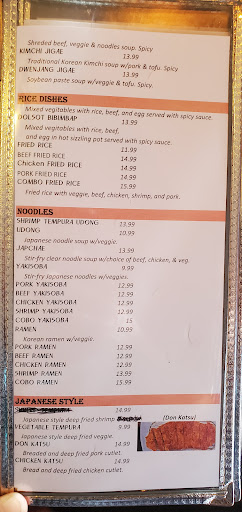 Shreded beef, veggie & noodles soup. Spicy
KIMCHI JIGAE 13.99
Traditional Korean Kimchi soup w/pork & tofu. Spicy
DWENJANG JIGAE 13.99
Soybean paste soup w/veggie & tofu. Spicy.
RICE DISHES
Mixed vegitables with rice, beef, and egg served with spicy sauce.
DOLSOT BIBIMBAP 13.99
Mixed vegitables with rice, beef,
and egg in hot sizzling pot served with spicy sauce.
FRIED RICE 11.99
BEEF FRIED RICE 14.99
Chicken FRIED RICE 14.99
PORK FRIED RICE 14.99
COMBO FRIED RICE 15.99
Fried rice with veggie, beef, chicken, shrimp, and pork.
NOODLES
SHRIMP TEMPURA UDONG 13.99
UDONG 10.99
Japanese noodle soup w/veggie.
JAPCHAE 13.99
Stir-fry clear noodle soup w/choice of beef, chicken, & veg.
YAKISOBA 9.99
Stir-fry Japanese noodles w/veggies.
PORK YAKISOBA 12.99
BEEF YAKISOBA 12.99
CHICKEN YAKISOBA 12.99
SHRIMP YAKISOBA 12.99
COBO YAKISOBA 15
RAMEN 10.99
Korean ramen w/veggie.
PORK RAMEN 12.99
BEEF RAMEN 12.99
CHICKEN RAMEN 12.99
SHRIMP RAMEN 13.99
COBO RAMEN 15.99
JAPANESE STYLE
14.99
Japanese style deep fried shrimp
VEGETABLE TEMPURA 9.99
Japanese style deep fried veggie.
DON KATSU 14.99
Breaded and deep fried pork cutlet.
CHICKEN KATSU 14.99
Bread and deep fried chicken cutlet.
(Don Katsu)